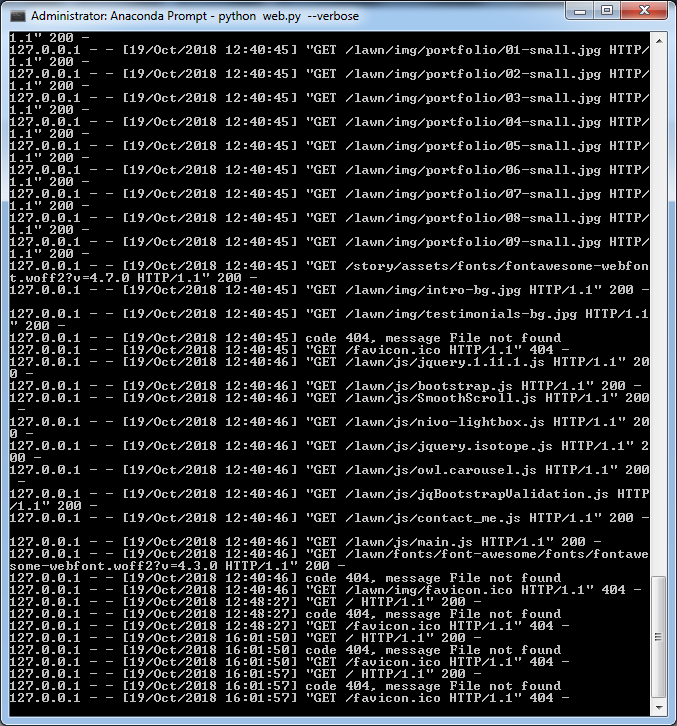 Administrator: Anaconda Prompt - python  web.py  --verbose
1.1" 200 -
127.0.0.1 - - [19/Oct/2018 12:40:45] "GET /lawn/img/portfolio/01-small.jpg HTTP/
1.1" 200 -
127.0.0.1 - - [19/Oct/2018 12:40:45] "GET /lawn/img/portfolio/02-small.jpg HTTP/
1.1" 200 -
127.0.0.1 - - [19/Oct/2018 12:40:45] "GET /lawn/img/portfolio/03-small.jpg HTTP/
1.1" 200 -
127.0.0.1 - - [19/Oct/2018 12:40:45] "GET /lawn/img/portfolio/04-small.jpg HTTP/
1.1" 200 -
127.0.0.1 - - [19/Oct/2018 12:40:45] "GET /lawn/img/portfolio/05-small.jpg HTTP/
1.1" 200 -
127.0.0.1 - - [19/Oct/2018 12:40:45] "GET /lawn/img/portfolio/06-small.jpg HTTP/
1.1" 200 -
127.0.0.1 - - [19/Oct/2018 12:40:45] "GET /lawn/img/portfolio/07-small.jpg HTTP/
1.1" 200 -
127.0.0.1 - - [19/Oct/2018 12:40:45] "GET /lawn/img/portfolio/08-small.jpg HTTP/
1.1" 200 -
127.0.0.1 - - [19/Oct/2018 12:40:45] "GET /lawn/img/portfolio/09-small.jpg HTTP/
1.1" 200 -
127.0.0.1 - - [19/Oct/2018 12:40:45] "GET /story/assets/fonts/fontawesome-webfon
t.woff2?v=4.7.0 HTTP/1.1" 200 -
127.0.0.1 - - [19/Oct/2018 12:40:45] "GET /lawn/img/intro-bg.jpg HTTP/1.1" 200 -
127.0.0.1 - - [19/Oct/2018 12:40:45] "GET /lawn/img/testimonials-bg.jpg HTTP/1.1
" 200 -
127.0.0.1 - - [19/Oct/2018 12:40:45] code 404, message File not found
127.0.0.1 - - [19/Oct/2018 12:40:45] "GET /favicon.ico HTTP/1.1" 404 -
127.0.0.1 - - [19/Oct/2018 12:40:46] "GET /lawn/js/jquery.1.11.1.js HTTP/1.1" 20
0 -
127.0.0.1 - - [19/Oct/2018 12:40:46] "GET /lawn/js/bootstrap.js HTTP/1.1" 200 -
127.0.0.1 - - [19/Oct/2018 12:40:46] "GET /lawn/js/SmoothScroll.js HTTP/1.1" 200
 -
127.0.0.1 - - [19/Oct/2018 12:40:46] "GET /lawn/js/nivo-lightbox.js HTTP/1.1" 20
0 -
127.0.0.1 - - [19/Oct/2018 12:40:46] "GET /lawn/js/jquery.isotope.js HTTP/1.1" 2
00 -
127.0.0.1 - - [19/Oct/2018 12:40:46] "GET /lawn/js/owl.carousel.js HTTP/1.1" 200
 -
127.0.0.1 - - [19/Oct/2018 12:40:46] "GET /lawn/js/jqBootstrapValidation.js HTTP
/1.1" 200 -
127.0.0.1 - - [19/Oct/2018 12:40:46] "GET /lawn/js/contact_me.js HTTP/1.1" 200 -
127.0.0.1 - - [19/Oct/2018 12:40:46] "GET /lawn/js/main.js HTTP/1.1" 200 -
127.0.0.1 - - [19/Oct/2018 12:40:46] "GET /lawn/fonts/font-awesome/fonts/fontawe
some-webfont.woff2?v=4.3.0 HTTP/1.1" 200 -
127.0.0.1 - - [19/Oct/2018 12:40:46] code 404, message File not found
127.0.0.1 - - [19/Oct/2018 12:40:46] "GET /lawn/img/favicon.ico HTTP/1.1" 404 -
127.0.0.1 - - [19/Oct/2018 12:48:27] "GET / HTTP/1.1" 200 -
127.0.0.1 - - [19/Oct/2018 12:48:27] code 404, message File not found
127.0.0.1 - - [19/Oct/2018 12:48:27] "GET /favicon.ico HTTP/1.1" 404 -
127.0.0.1 - - [19/Oct/2018 16:01:50] "GET / HTTP/1.1" 200 -
127.0.0.1 - - [19/Oct/2018 16:01:50] code 404, message File not found
127.0.0.1 - - [19/Oct/2018 16:01:50] "GET /favicon.ico HTTP/1.1" 404 -
127.0.0.1 - - [19/Oct/2018 16:01:57] "GET / HTTP/1.1" 200 -
127.0.0.1 - - [19/Oct/2018 16:01:57] code 404, message File not found
127.0.0.1 - - [19/Oct/2018 16:01:57] "GET /favicon.ico HTTP/1.1" 404 -